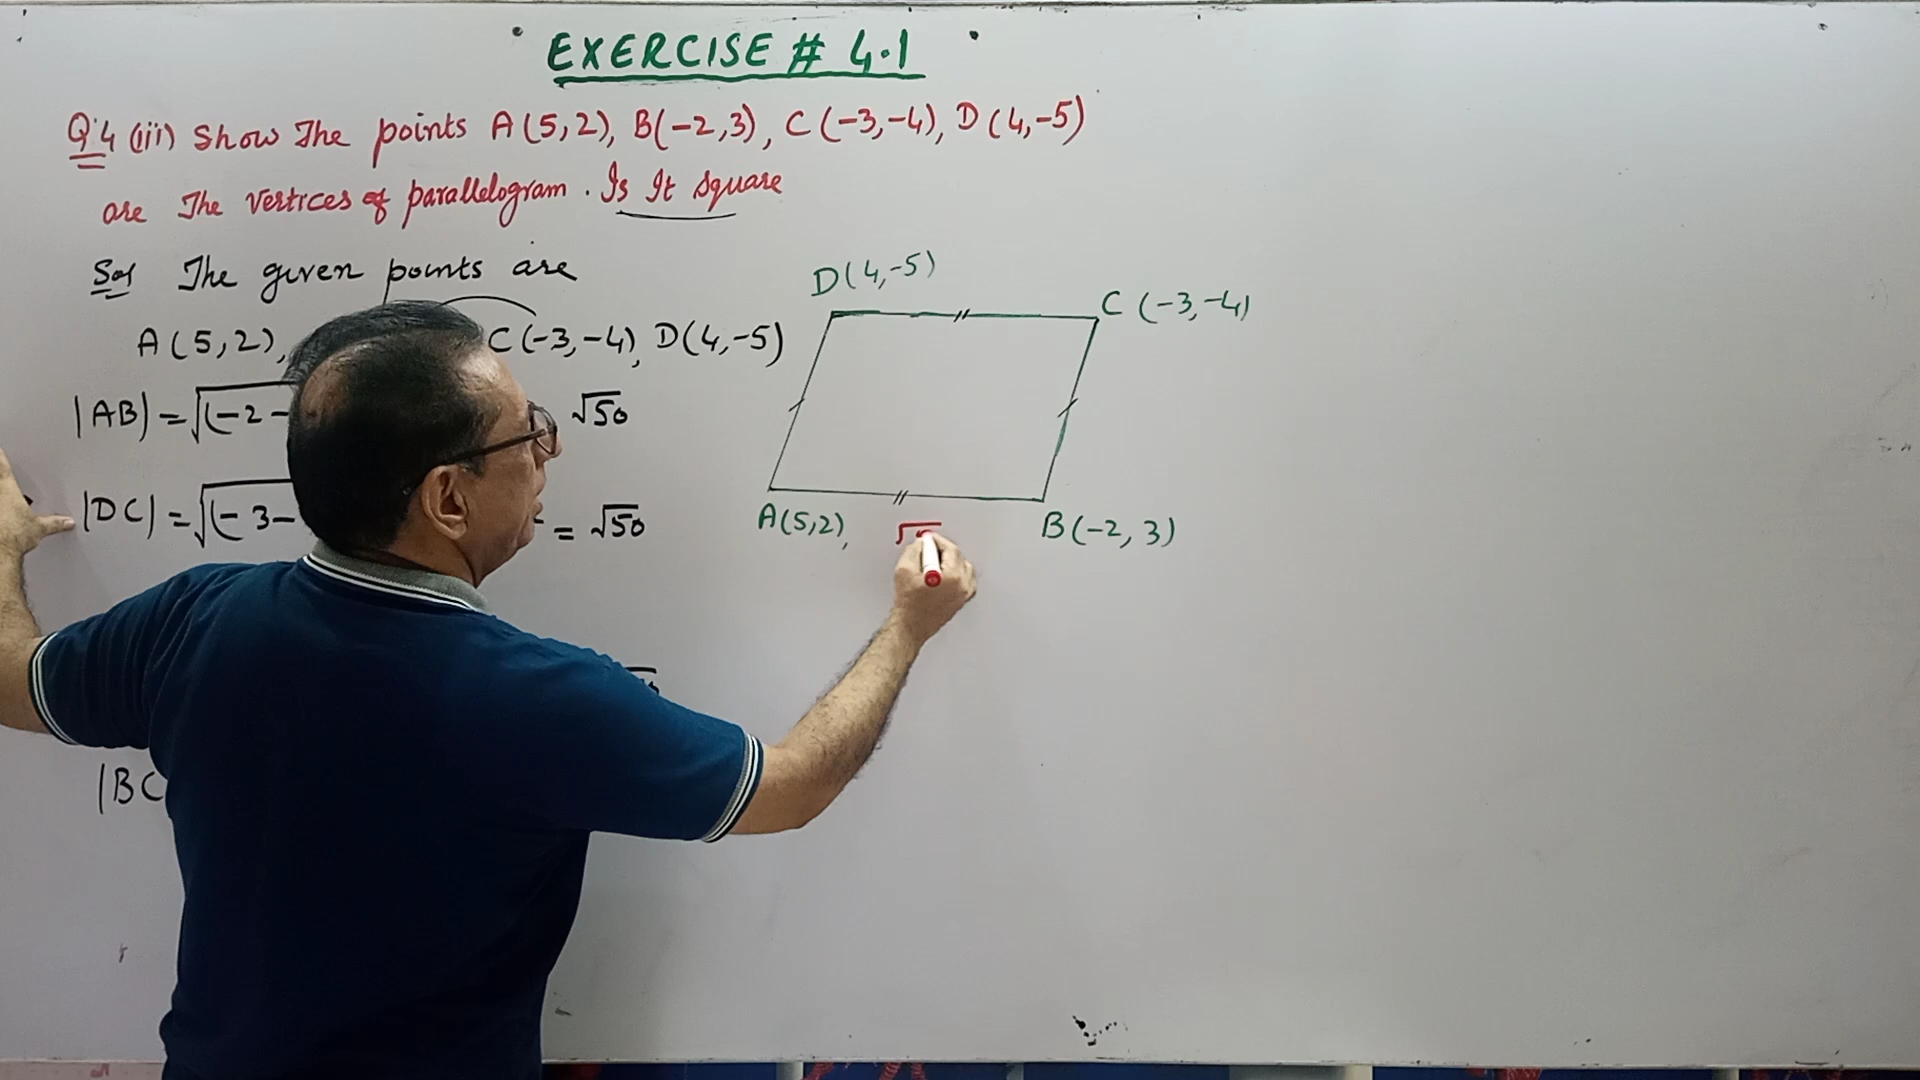 EXERCISE # 4.1
Q.4 (iii) Show The points A(5,2), B(-2,3), C(-3,-4), D(4,-5)
are The Vertices of parallelogram. Is It Square
Sol The given points are
A(5,2), C(-3,-4), D(4,-5)
|AB| = √(-2- √50
|DC| = √(-3- = √50
|BC
D(4,-5)
C(-3,-4)
A(5,2),
B(-2, 3)